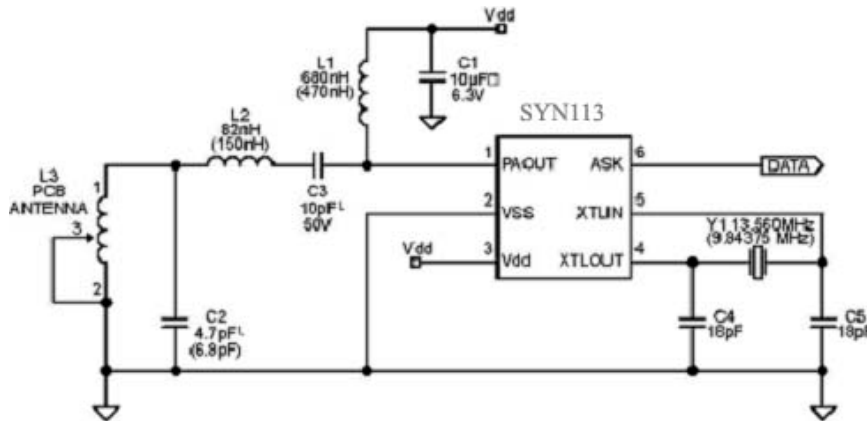 Vdd
L1
680nH
(470nH)
C1
10µF
6.3V
SYN113
L2
82nH
(150nH)
L3
PCB
ANTENNA
1
3
2
C3
10pF
50V
1 PAOUT
ASK 6
DATA
2 VSS
XTLIN 5
Vdd
3 Vdd
XTLOUT 4
Y1 13.560MHz
(9.84375 MHz)
C2
4.7pF
(6.8pF)
C4
18pF
C5
18pF